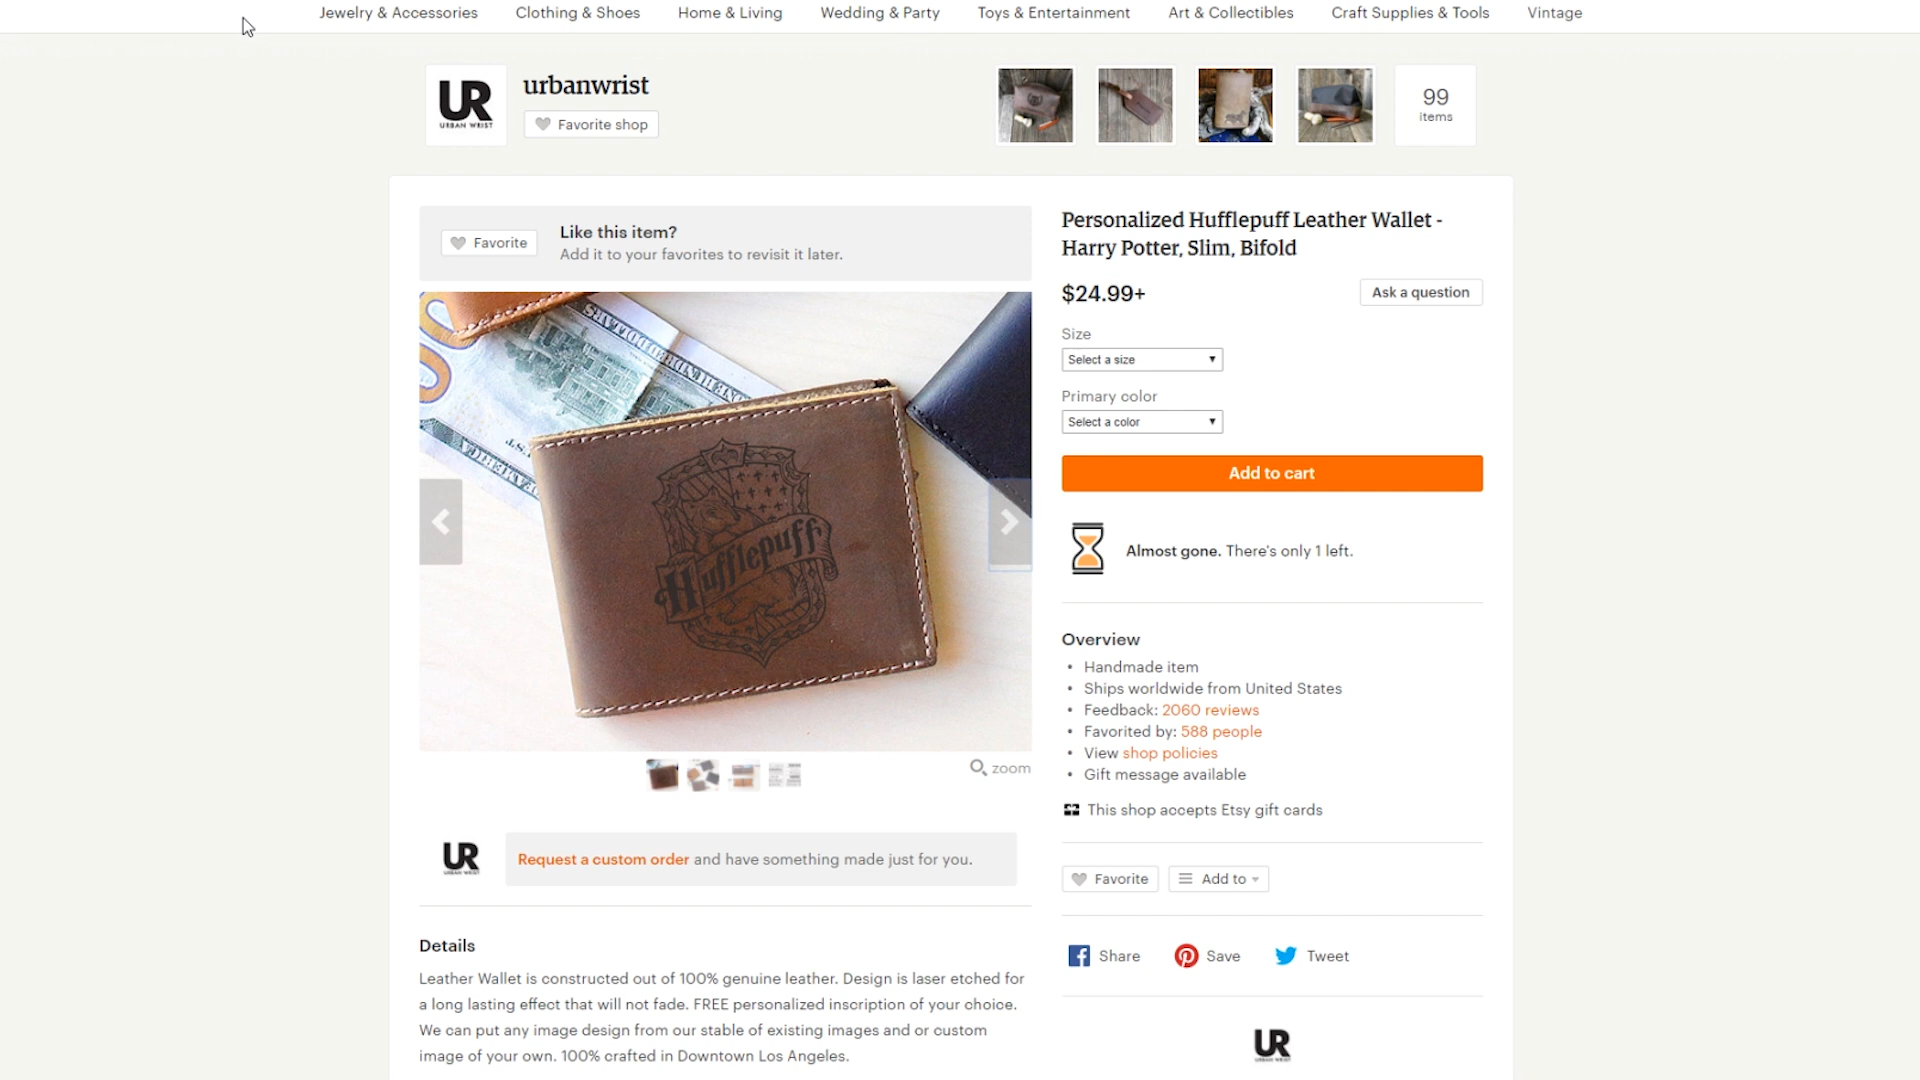 Jewelry & Accessories
Clothing & Shoes
Home & Living
Wedding & Party
Toys & Entertainment
Art & Collectibles
Craft Supplies & Tools
Vintage
UR
URBAN WRIST
urbanwrist
Favorite shop
99
items
Favorite
Like this item?
Add it to your favorites to revisit it later.
Hufflepuff
zoom
UR
URBAN WRIST
Request a custom order and have something made just for you.
Details
Leather Wallet is constructed out of 100% genuine leather. Design is laser etched for
a long lasting effect that will not fade. FREE personalized inscription of your choice.
We can put any image design from our stable of existing images and or custom
image of your own. 100% crafted in Downtown Los Angeles.
Personalized Hufflepuff Leather Wallet -
Harry Potter, Slim, Bifold
$24.99+
Ask a question
Size
Select a size
Primary color
Select a color
Add to cart
Almost gone. There's only 1 left.
Overview
• Handmade item
• Ships worldwide from United States
• Feedback: 2060 reviews
• Favorited by: 588 people
• View shop policies
• Gift message available
This shop accepts Etsy gift cards
Favorite
Add to
Share
Save
Tweet
UR
URBAN WRIST